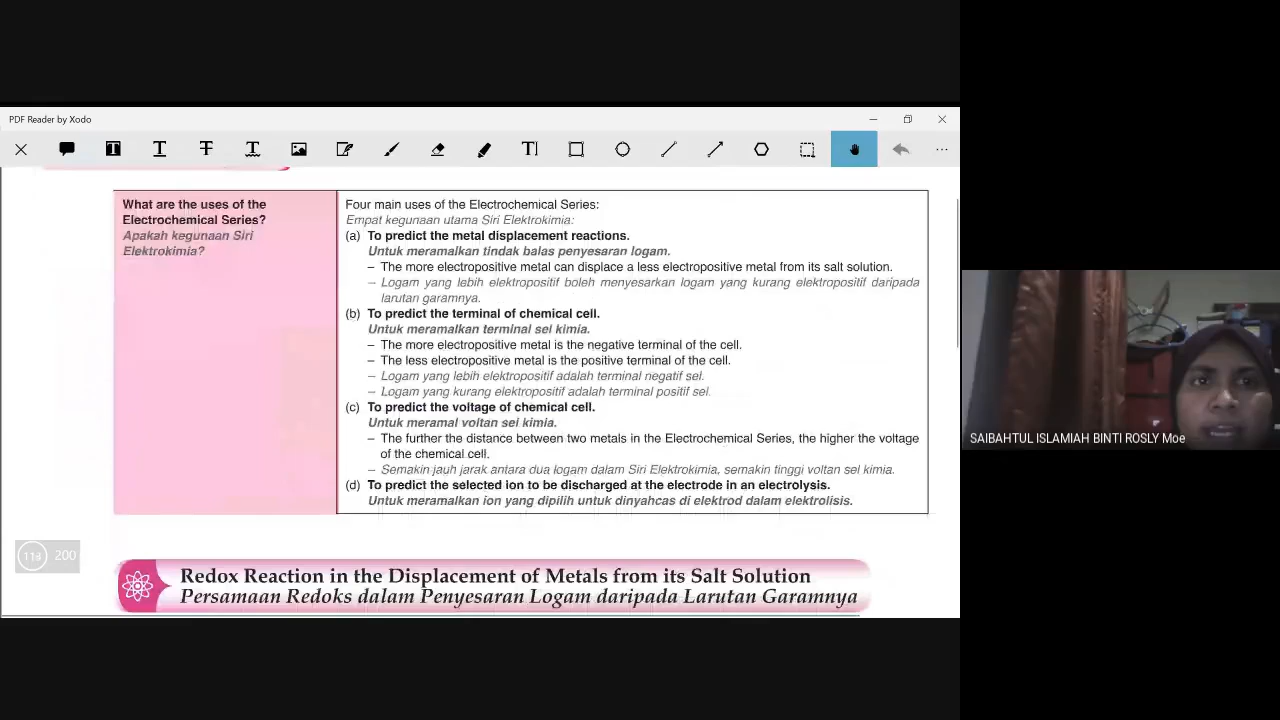 PDF Reader by Xodo
What are the uses of the
Electrochemical Series?
Apakah kegunaan Siri
Elektrokimia?
Four main uses of the Electrochemical Series:
Empat kegunaan utama Siri Elektrokimia:
(a) To predict the metal displacement reactions.
Untuk meramalkan tindak balas penyesaran logam.
– The more electropositive metal can displace a less electropositive metal from its salt solution.
– Logam yang lebih elektropositif boleh menyesarkan logam yang kurang elektropositif daripada
larutan garamnya.
(b) To predict the terminal of chemical cell.
Untuk meramalkan terminal sel kimia.
– The more electropositive metal is the negative terminal of the cell.
– The less electropositive metal is the positive terminal of the cell.
– Logam yang lebih elektropositif adalah terminal negatif sel.
– Logam yang kurang elektropositif adalah terminal positif sel.
(c) To predict the voltage of chemical cell.
Untuk meramal voltan sel kimia.
– The further the distance between two metals in the Electrochemical Series, the higher the voltage
of the chemical cell.
– Semakin jauh jarak antara dua logam dalam Siri Elektrokimia, semakin tinggi voltan sel kimia.
(d) To predict the selected ion to be discharged at the electrode in an electrolysis.
Untuk meramalkan ion yang dipilih untuk dinyahcas di elektrod dalam elektrolisis.
113 200
Redox Reaction in the Displacement of Metals from its Salt Solution
Persamaan Redoks dalam Penyesaran Logam daripada Larutan Garamnya
SAIBAHTUL ISLAMIAH BINTI ROSLY Moe